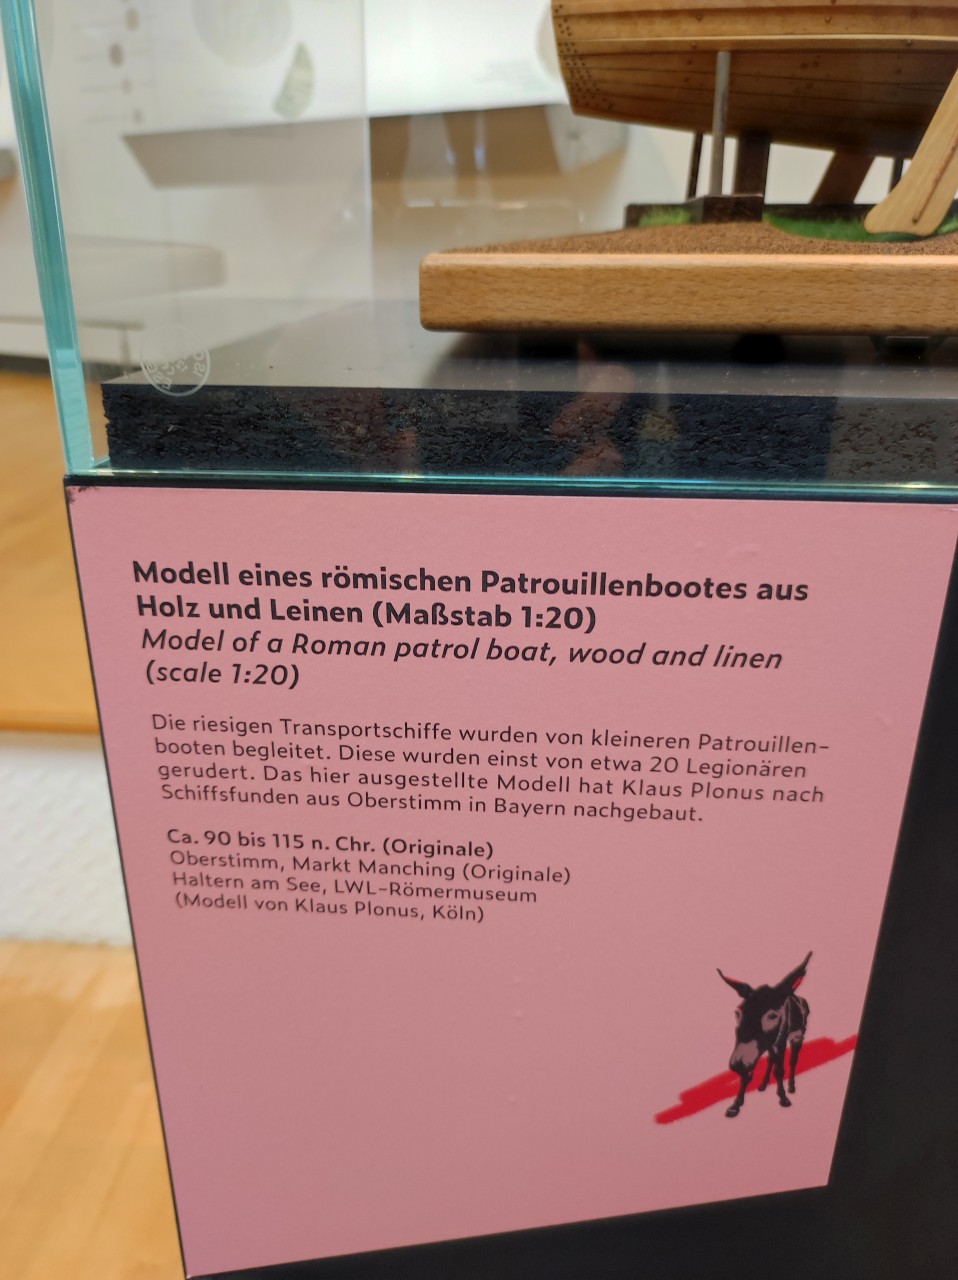 Modell eines römischen Patrouillenbootes aus
Holz und Leinen (Maßstab 1:20)
Model of a Roman patrol boat, wood and linen
(scale 1:20)
Die riesigen Transportschiffe wurden von kleineren Patrouillen-
booten begleitet. Diese wurden einst von etwa 20 Legionären
gerudert. Das hier ausgestellte Modell hat Klaus Plonus nach
Schiffsfunden aus Oberstimm in Bayern nachgebaut.
Ca. 90 bis 115 n. Chr. (Originale)
Oberstimm, Markt Manching (Originale)
Haltern am See, LWL-Römermuseum
(Modell von Klaus Plonus, Köln)